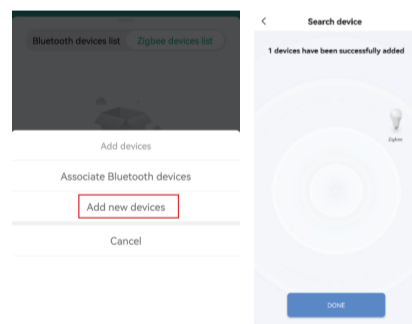 Bluetooth devices list
Zigbee devices list
Add devices
Associate Bluetooth devices
Add new devices
Cancel
Search device
1 devices have been successfully added
Zigbee
DONE